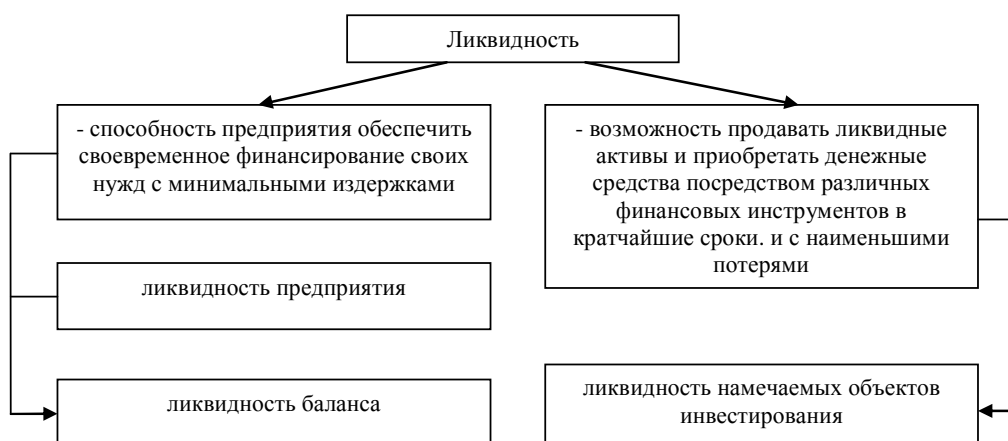 Ликвидность
- способность предприятия обеспечить
своевременное финансирование своих
нужд с минимальными издержками
- возможность продавать ликвидные
активы и приобретать денежные
средства посредством различных
финансовых инструментов в
кратчайшие сроки. и с наименьшими
потерями
ликвидность предприятия
ликвидность баланса
ликвидность намечаемых объектов
инвестирования